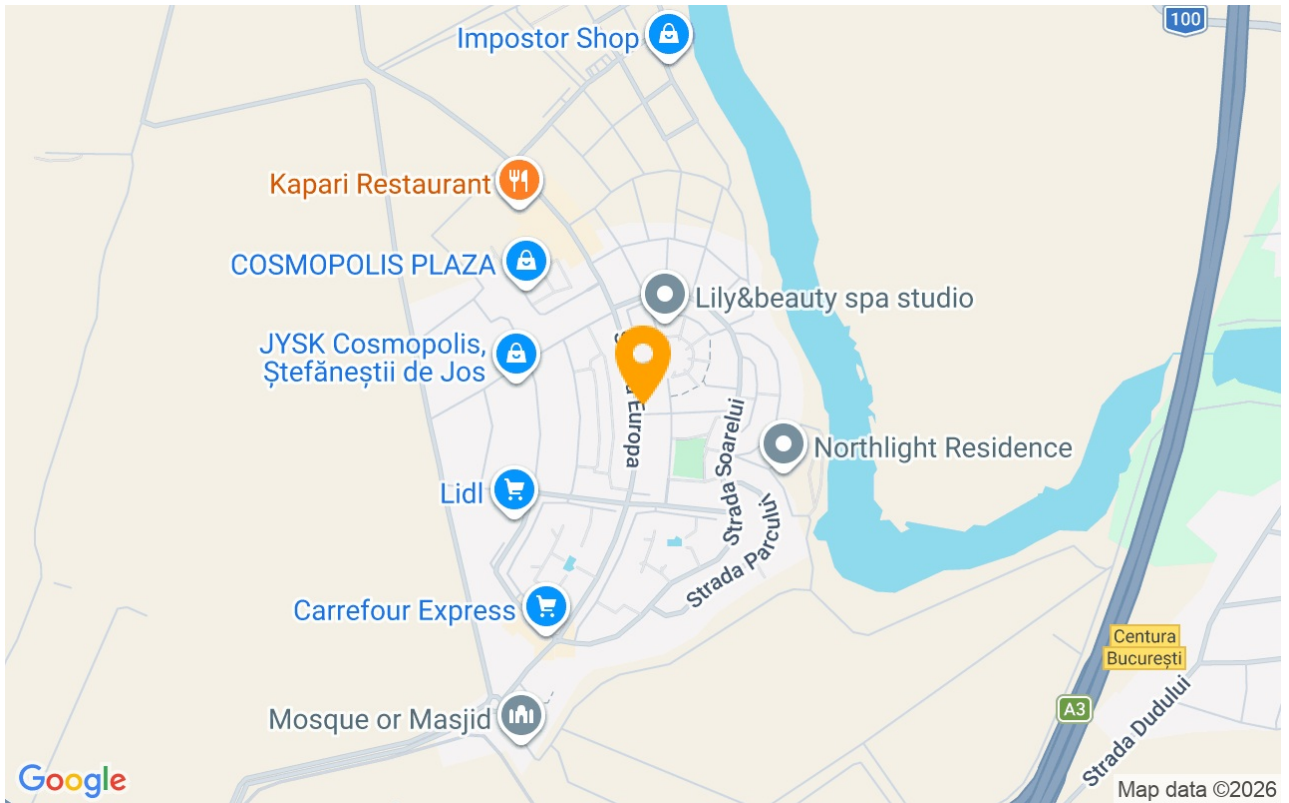 100
Impostor Shop
Kapari Restaurant
COSMOPOLIS PLAZA
Lily&beauty spa studio
JYSK Cosmopolis,
Ștefăneștii de Jos
Europa
Strada Soarelui
Northlight Residence
Lidl
Strada Parcului
Carrefour Express
Centura
București
Mosque or Masjid
A3
Strada Dudului
Google
Map data ©2026